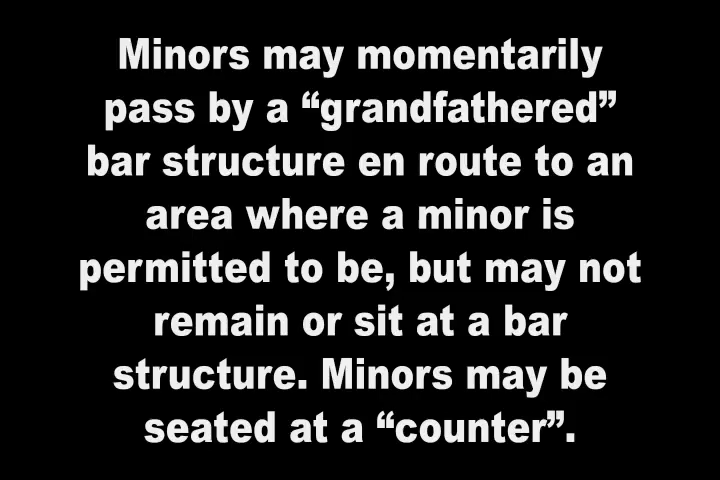 Minors may momentarily
pass by a “grandfathered”
bar structure en route to an
area where a minor is
permitted to be, but may not
remain or sit at a bar
structure. Minors may be
seated at a “counter”.